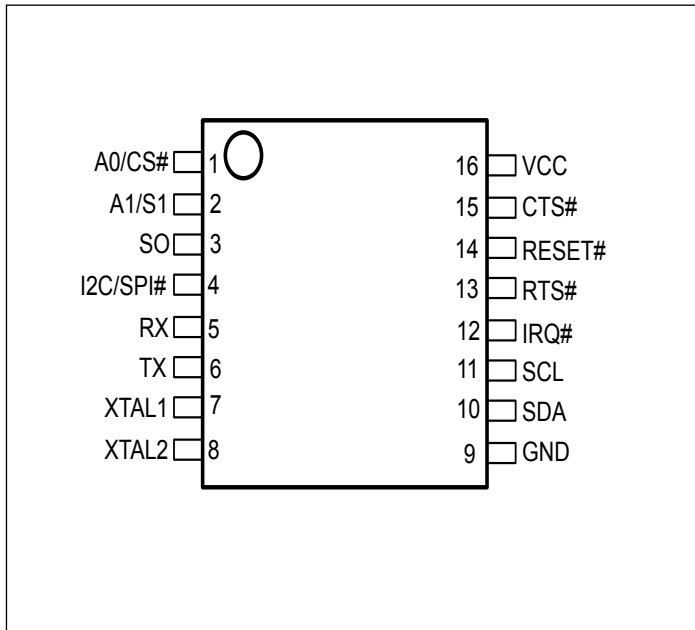 A0/CS# 1
A1/S1 2
SO 3
I2C/SPI# 4
RX 5
TX 6
XTAL1 7
XTAL2 8
16 VCC
15 CTS#
14 RESET#
13 RTS#
12 IRQ#
11 SCL
10 SDA
9 GND